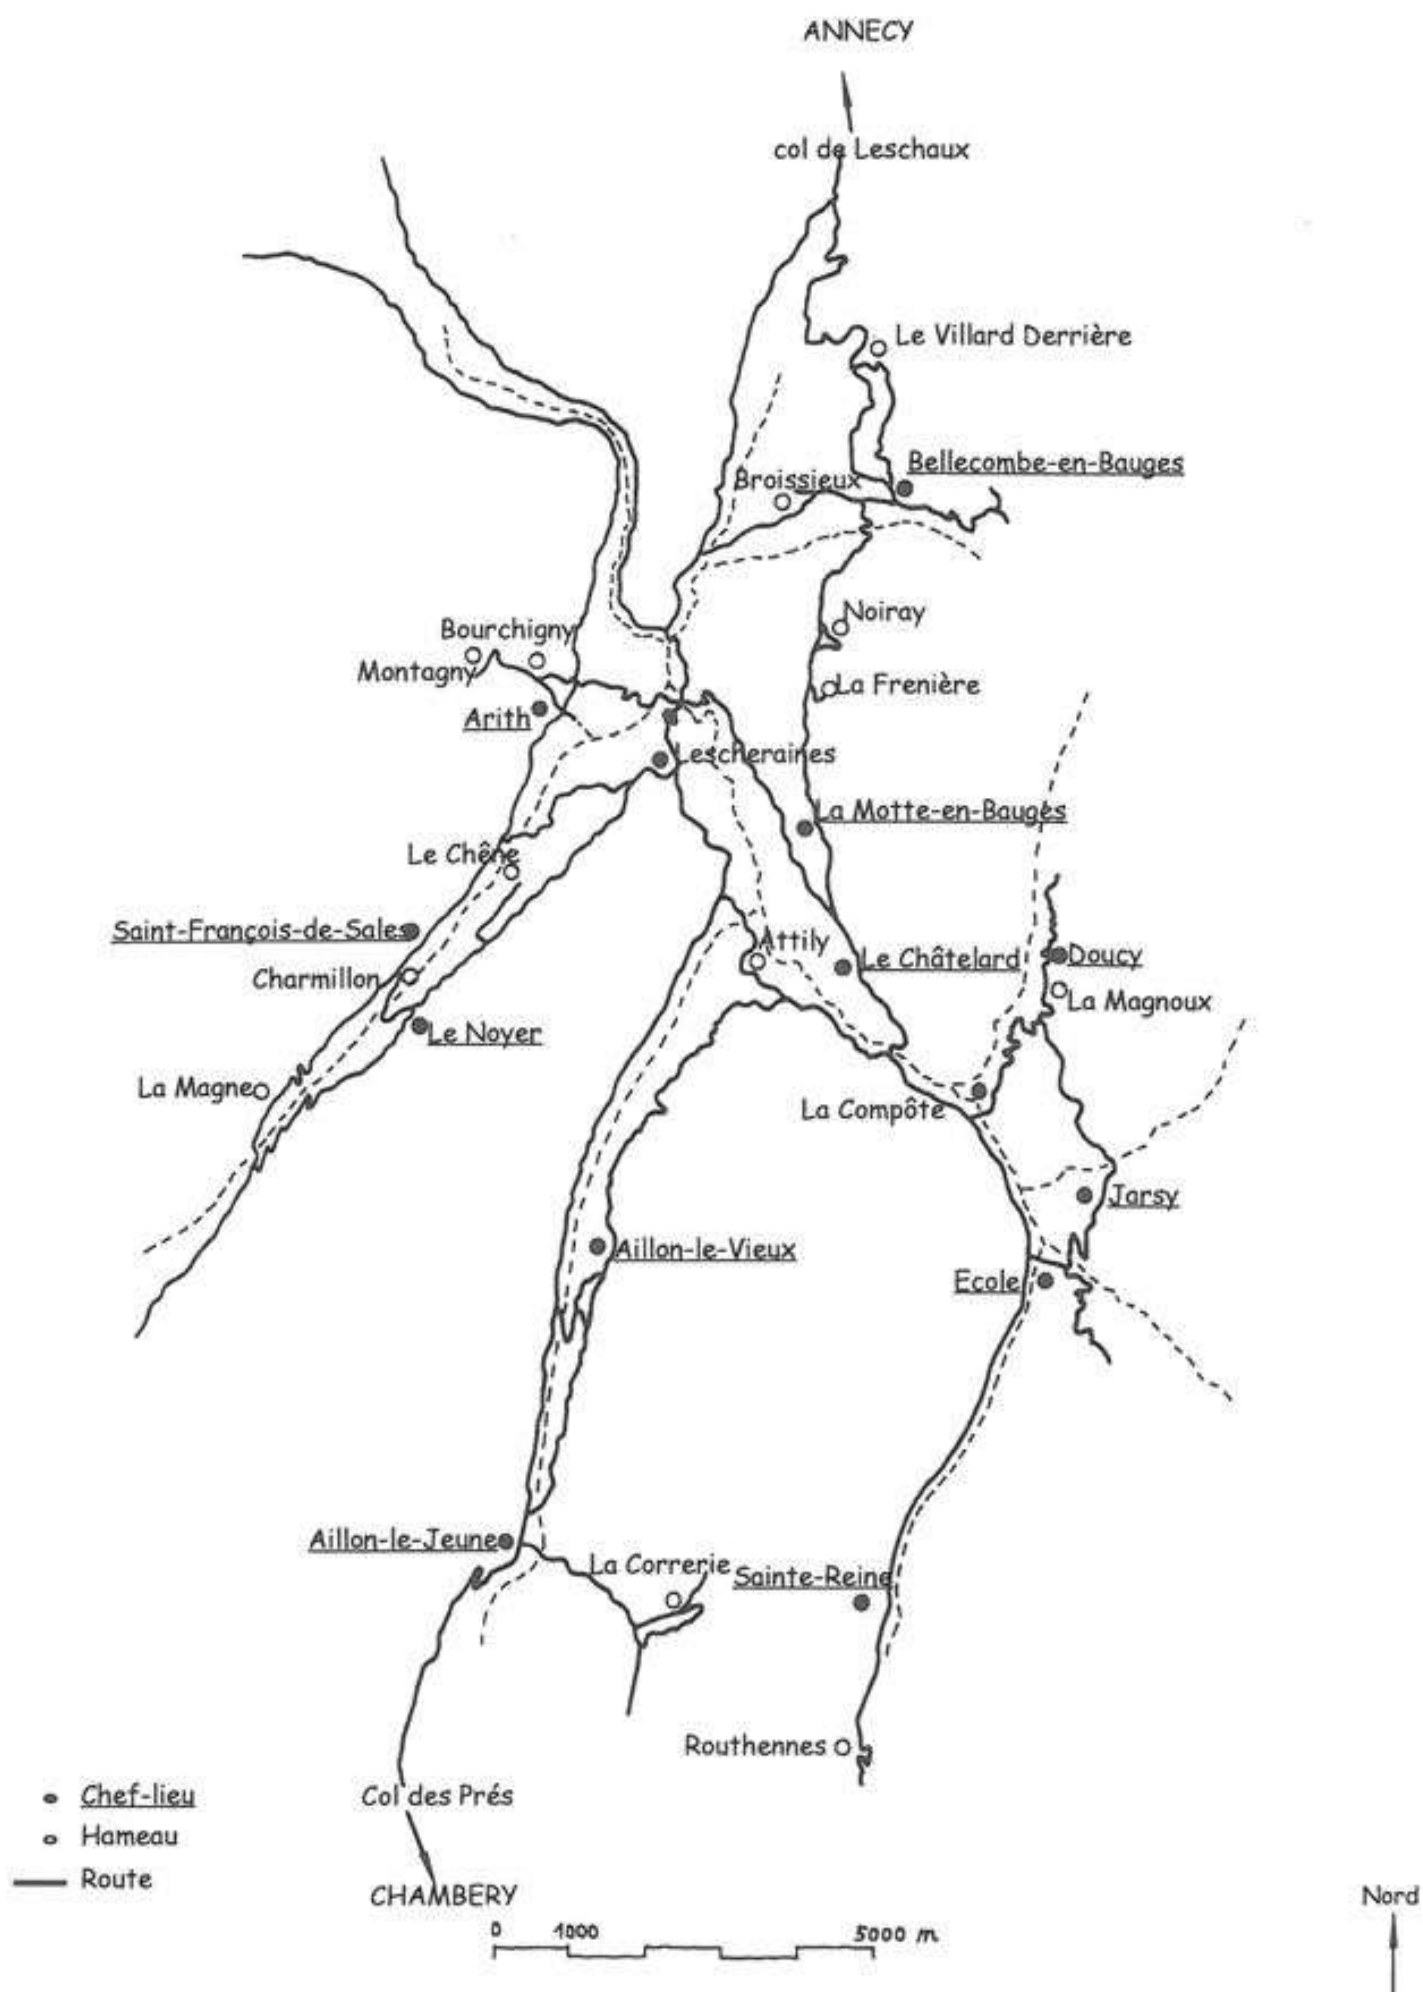 ANNECY
col de Leschaux
Le Villard Derrière
Bellecombe-en-Bauges
Broissieux
Noiray
Bourchigny
Montagny
La Frenière
Arith
Lescheraines
La Motte-en-Bauges
Le Chêne
Saint-François-de-Sales
Attily
Le Châtelard
Doucy
Charmillon
La Magnoux
Le Noyer
La Magne
La Compôte
Jarsy
Aillon-le-Vieux
Ecole
Aillon-le-Jeune
La Correrie
Sainte-Reine
Routhennes
Col des Prés
Chef-lieu
Hameau
Route
CHAMBERY
Nord
0 1000 5000 m